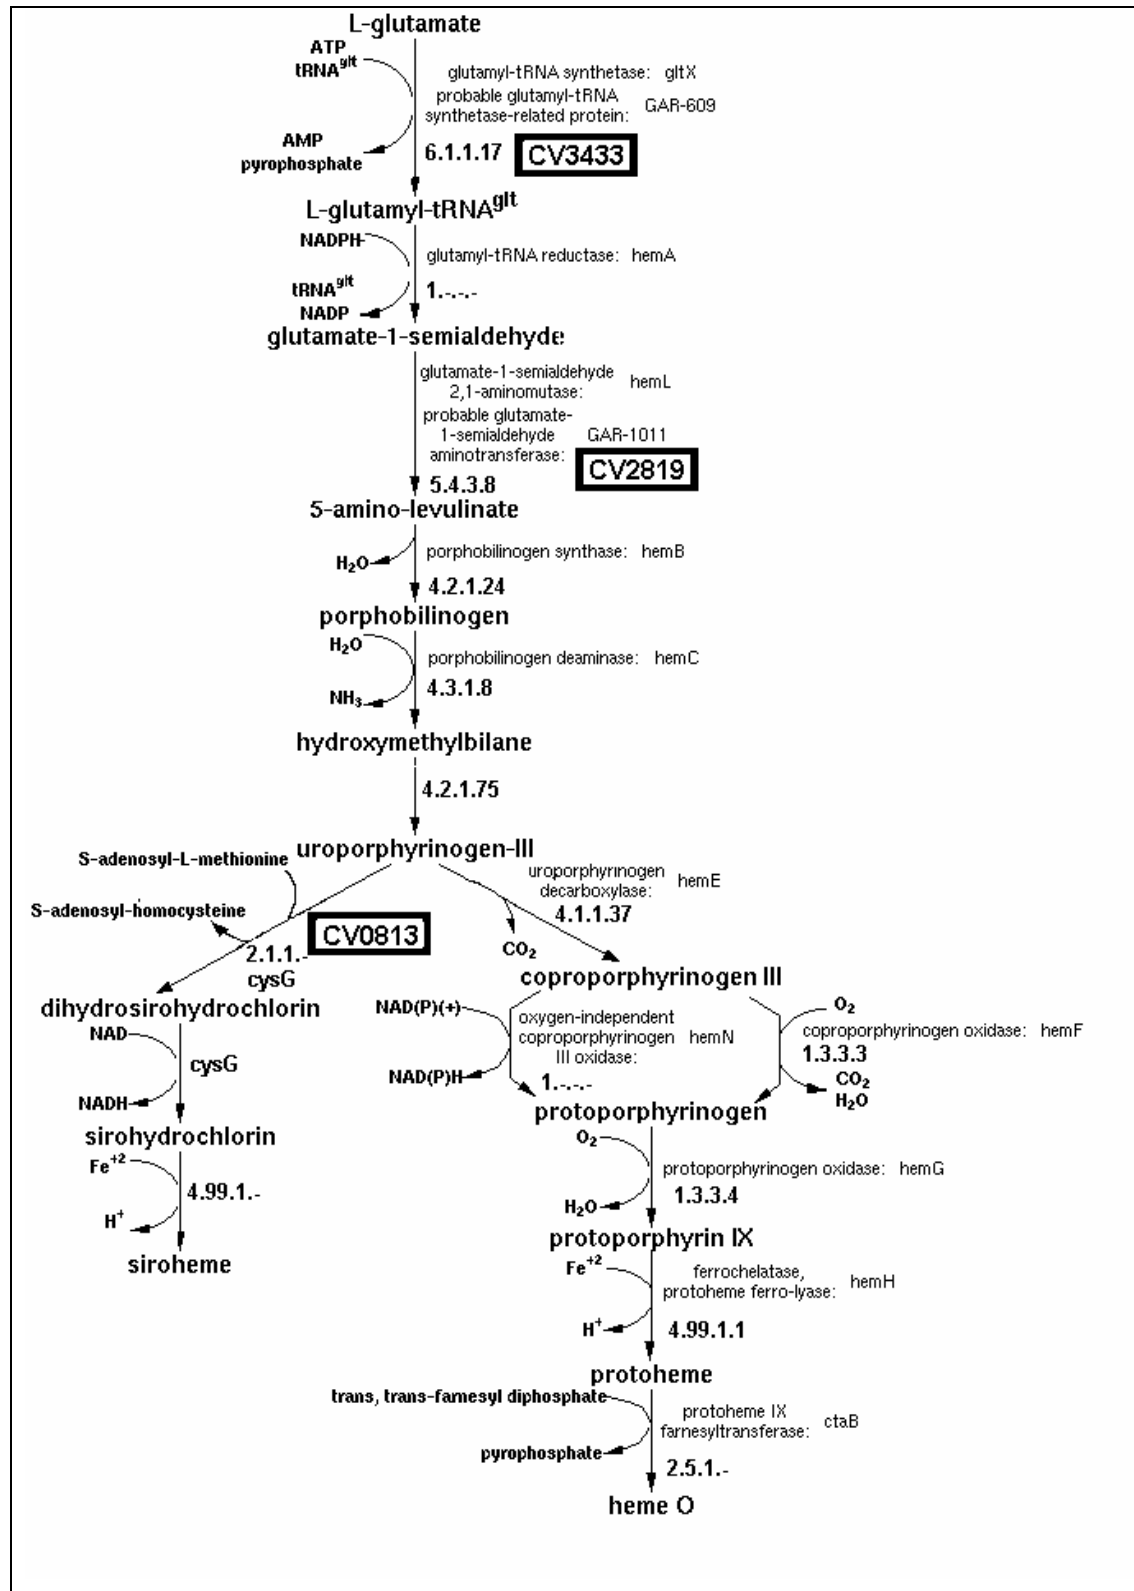 L-glutamate
ATP
tRNA^glt
glutamyl-tRNA synthetase: gltX
probable glutamyl-tRNA
synthetase-related protein: GAR-609
AMP
pyrophosphate
6.1.1.17 CV3433
L-glutamyl-tRNA^glt
NADPH
glutamyl-tRNA reductase: hemA
tRNA^glt
1.-.-.-
NADP
glutamate-1-semialdehyde
glutamate-1-semialdehyde
2,1-aminomutase: hemL
probable glutamate-
1-semialdehyde GAR-1011
aminotransferase:
CV2819
5.4.3.8
5-amino-levulinate
porphobilinogen synthase: hemB
H₂O
4.2.1.24
porphobilinogen
H₂O
porphobilinogen deaminase: hemC
NH₃
4.3.1.8
hydroxymethylbilane
4.2.1.75
uroporphyrinogen-III
S-adenosyl-L-methionine
S-adenosyl-homocysteine
CV0813
2.1.1.-
cysG
uroporphyrinogen
decarboxylase: hemE
4.1.1.37
CO₂
dihydrosirohydrochlorin
NAD
cysG
NADH
sirohydrochlorin
Fe⁺²
4.99.1.-
H⁺
siroheme
coproporphyrinogen III
NAD(P)(+)
oxygen-independent
coproporphyrinogen hemN
III oxidase:
NAD(P)H
1.-.-.-
O₂
coproporphyrinogen oxidase: hemF
1.3.3.3
CO₂
H₂O
protoporphyrinogen
O₂
protoporphyrinogen oxidase: hemG
H₂O
1.3.3.4
protoporphyrin IX
Fe⁺²
ferrochelatase,
protoheme ferro-lyase: hemH
H⁺
4.99.1.1
protoheme
trans, trans-farnesyl diphosphate
protoheme IX
farnesyltransferase: ctaB
pyrophosphate
2.5.1.-
heme O